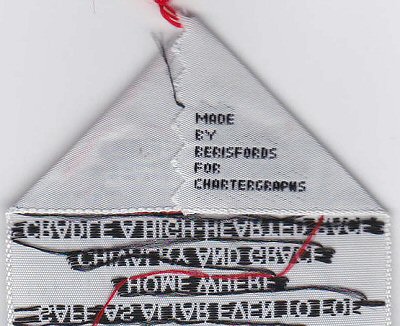 MADE
BY
BERISFORDS
FOR
CHARTERGRAPHS
CRADLE A HIGH-HEARTED RACE
CHIVALRY AND GRACE
HOME WHERE
SAFE AS ALTAR EVEN TO FOE